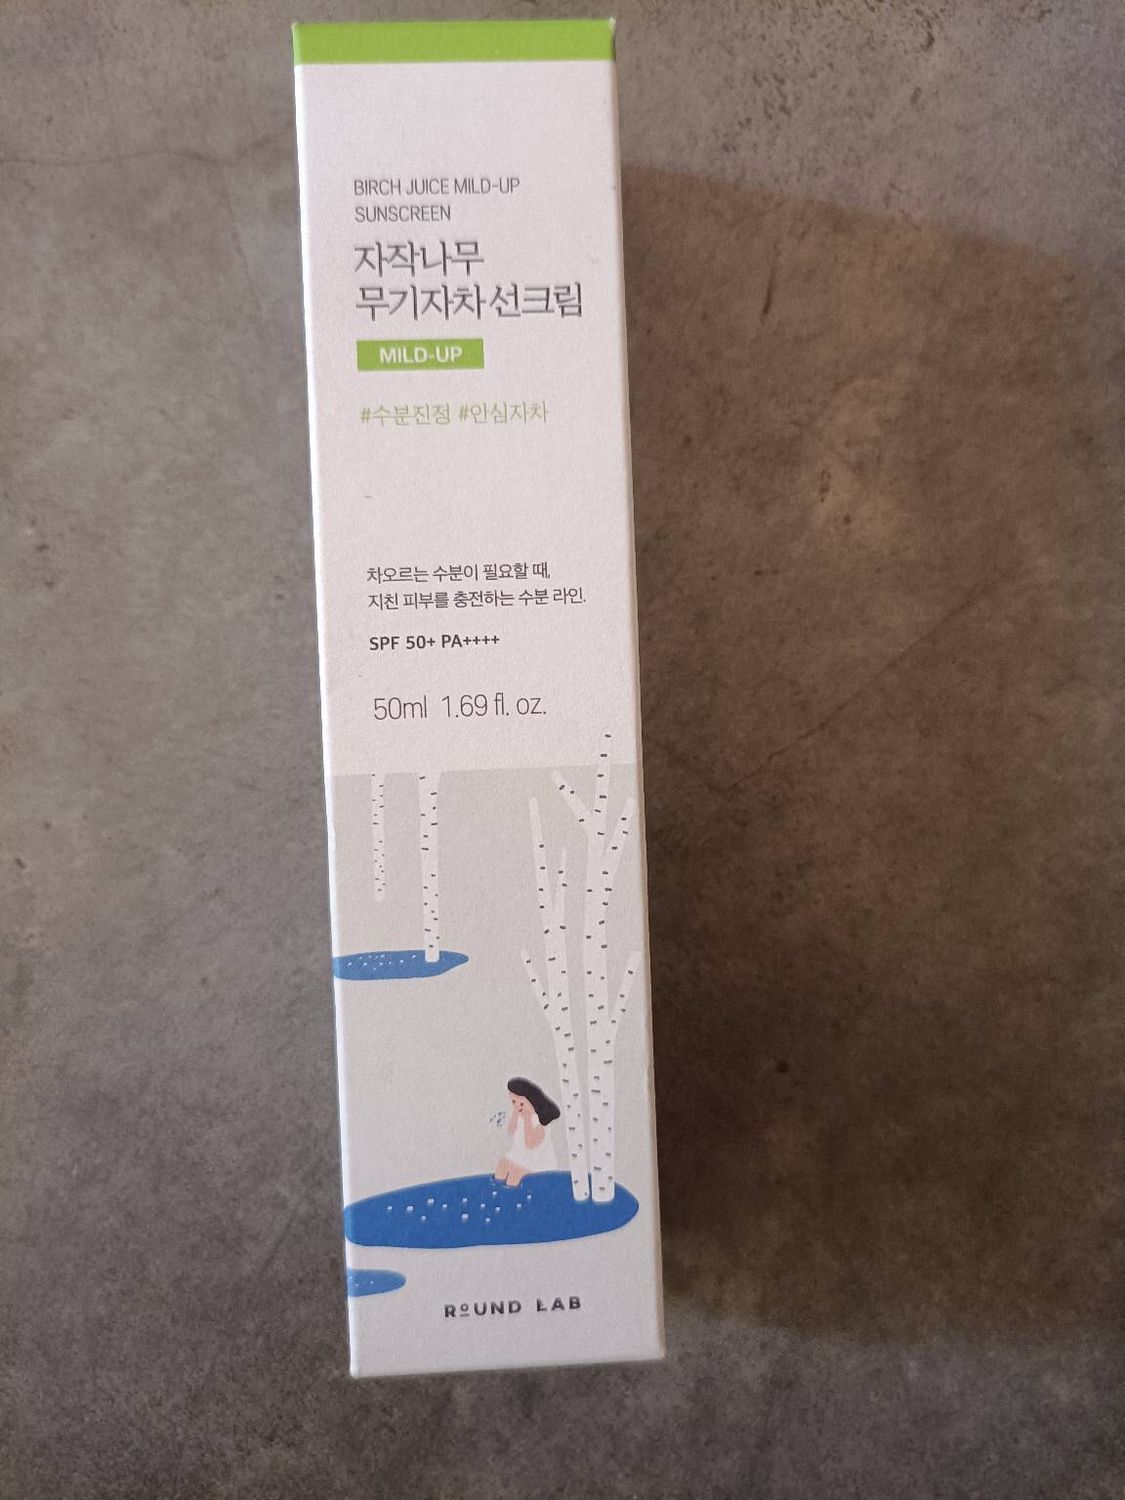 BIRCH JUICE MILD-UP
SUNSCREEN
자작나무
무기자차 선크림
MILD-UP
#수분진정 #안심자차
차오르는 수분이 필요할 때,
지친 피부를 충전하는 수분 라인.
SPF 50+ PA++++
50ml 1.69 fl. oz.
ROUND LAB